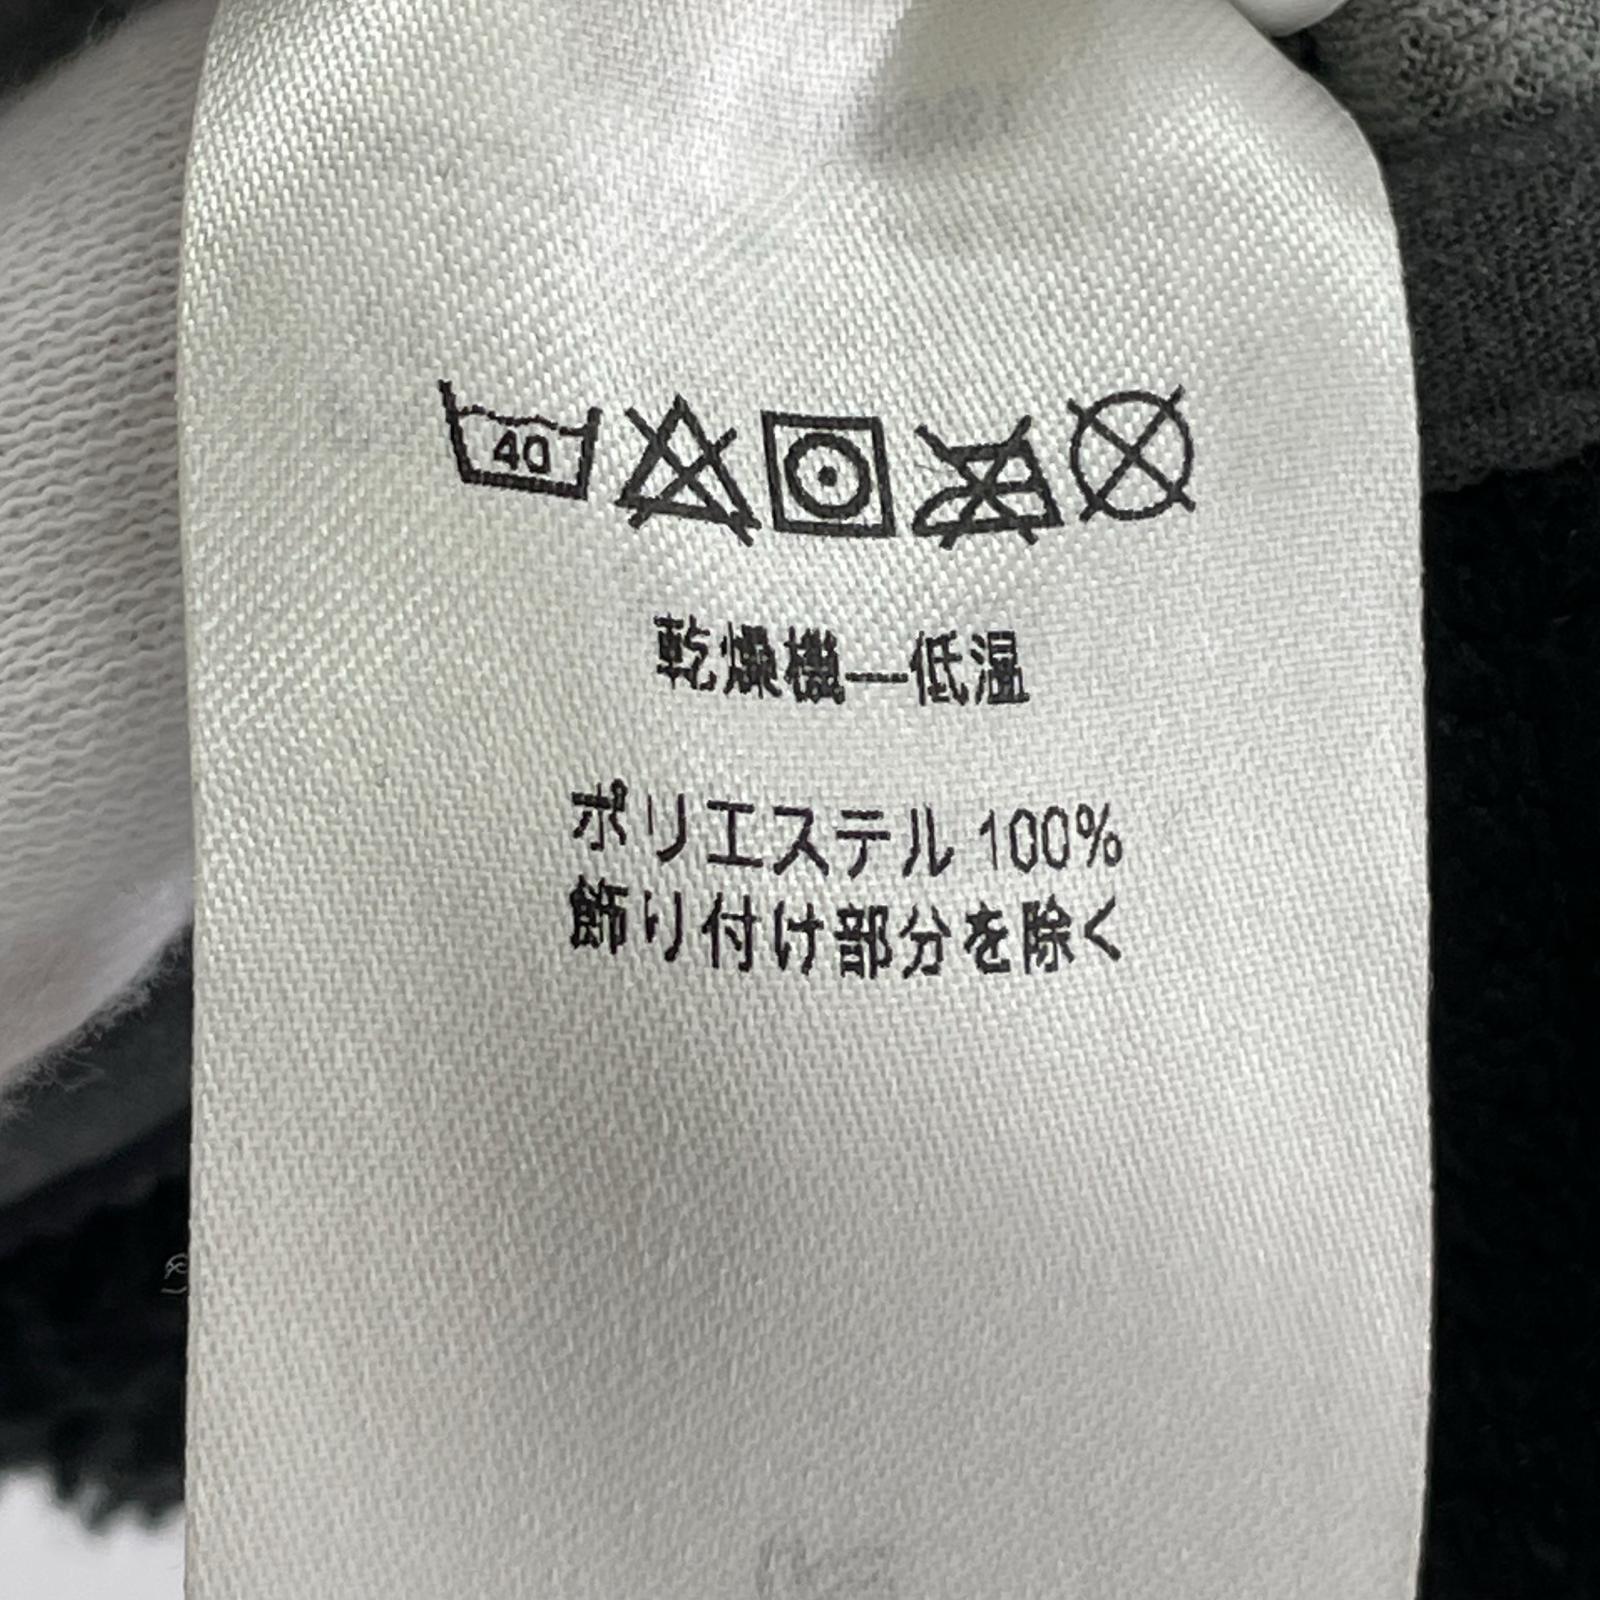 40
乾燥機—低温
ポリエステル 100%
飾り付け部分を除く